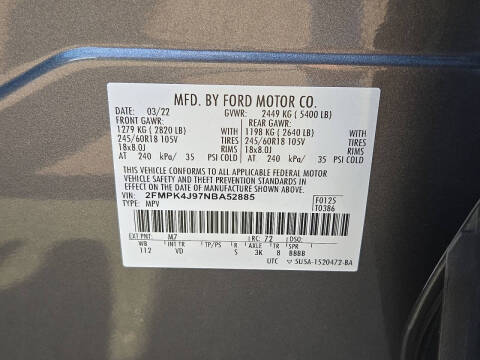 MFD. BY FORD MOTOR CO.
DATE: 03/22 GVWR: 2449 KG ( 5400 LB)
FRONT GAWR: REAR GAWR:
1279 KG ( 2820 LB) 1198 KG ( 2640 LB)
245/60R18 105V TIRES 245/60R18 105V TIRES
18x8.0J RIMS 18x8.0J RIMS
AT 240 kPa/ 35 PSI COLD AT 240 kPa/ 35 PSI COLD
THIS VEHICLE CONFORMS TO ALL APPLICABLE FEDERAL MOTOR
VEHICLE SAFETY AND THEFT PREVENTION STANDARDS IN
EFFECT ON THE DATE OF MANUFACTURE SHOWN ABOVE.
VIN: 2FMPK4J97NBA52885 F0125
TYPE: MPV T0386
EXT PNT: M7 RC: 72 DSO:
WB INT TR TP/PS R AX TR SPR
112 VD S 3K 8 BBBB
UTC 5U5A-1520472-BA